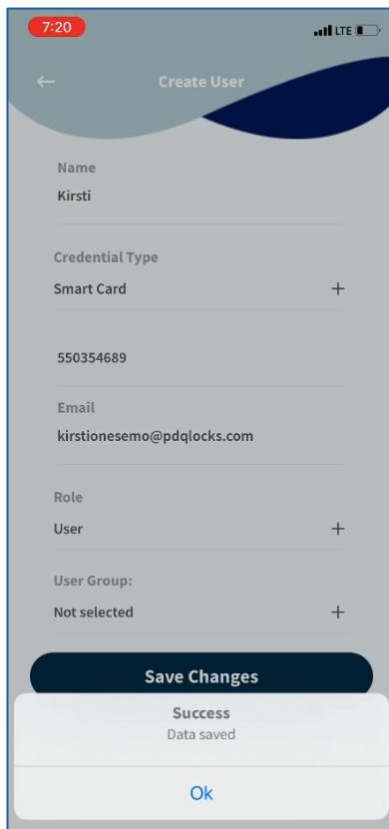 7:20
LTE
Create User
Name
Kirsti
Credential Type
Smart Card
550354689
Email
kirstionesemo@pdqlocks.com
Role
User
User Group:
Not selected
Save Changes
Success
Data saved
Ok